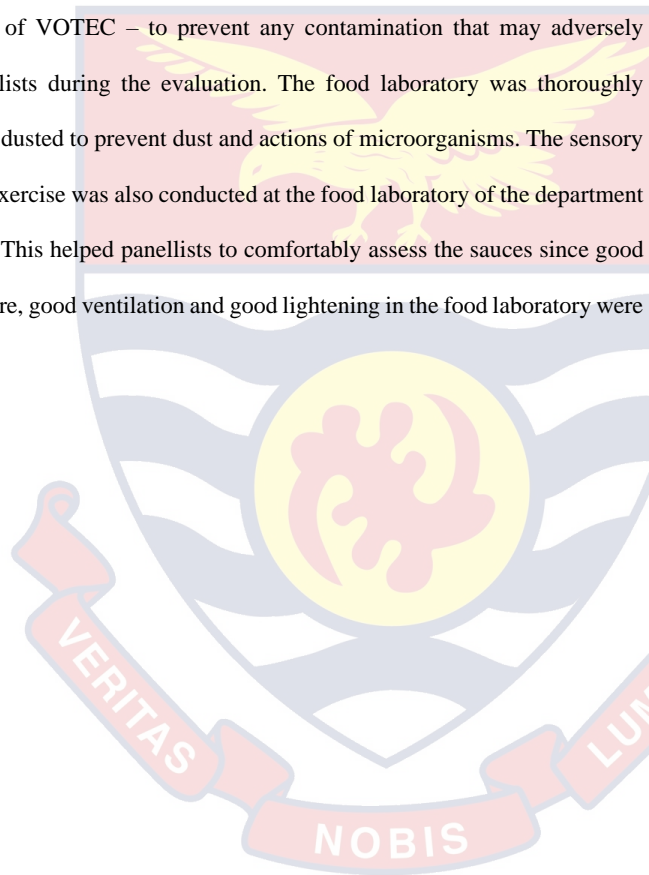 of VOTEC – to prevent any contamination that may adversely
lists during the evaluation. The food laboratory was thoroughly
dusted to prevent dust and actions of microorganisms. The sensory
xercise was also conducted at the food laboratory of the department
This helped panellists to comfortably assess the sauces since good
re, good ventilation and good lightening in the food laboratory were
VERITAS
NOBIS
LUM